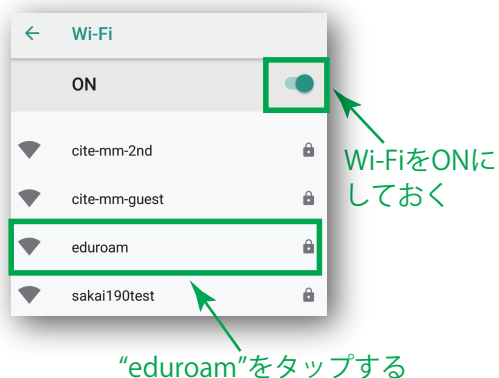 Wi-Fi
ON
cite-mm-2nd
cite-mm-guest
eduroam
sakai190test
Wi-FiをONに
しておく
“eduroam”をタップする